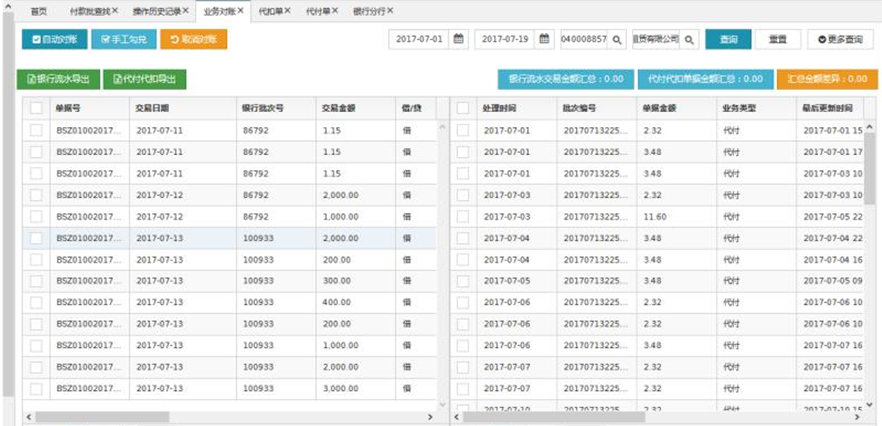 首页 付款批查找× 操作历史记录× 业务对账× 代扣单× 代付单× 银行分行×
自动对账 手工勾兑 取消对账 2017-07-01 2017-07-19 040008857 租赁有限公司 查询 重置 更多查询
银行流水导出 代付代扣导出 银行流水交易金额汇总：0.00 代付代扣单据金额汇总：0.00 汇总金额差异：0.00
单据号 交易日期 银行批次号 交易金额 借/贷 处理时间 批次编号 单据金额 业务类型 最后更新时间
BSZ01002017... 2017-07-11 86792 1.15 借 2017-07-01 20170713225... 2.32 代付 2017-07-01 15
BSZ01002017... 2017-07-11 86792 1.15 借 2017-07-01 20170713225... 3.48 代付 2017-07-01 17
BSZ01002017... 2017-07-11 86792 1.15 借 2017-07-01 20170713225... 3.48 代付 2017-07-03 10
BSZ01002017... 2017-07-12 86792 2,000.00 借 2017-07-03 20170713225... 2.32 代付 2017-07-03 10
BSZ01002017... 2017-07-12 86792 1,000.00 借 2017-07-03 20170713225... 11.60 代付 2017-07-05 22
BSZ01002017... 2017-07-13 100933 2,000.00 借 2017-07-04 20170713225... 3.48 代付 2017-07-04 22
BSZ01002017... 2017-07-13 100933 200.00 借 2017-07-04 20170713225... 3.48 代付 2017-07-04 16
BSZ01002017... 2017-07-13 100933 300.00 借 2017-07-05 20170713225... 3.48 代付 2017-07-05 09
BSZ01002017... 2017-07-13 100933 400.00 借 2017-07-06 20170713225... 2.32 代付 2017-07-06 10
BSZ01002017... 2017-07-13 100933 200.00 借 2017-07-06 20170713225... 2.32 代付 2017-07-06 10
BSZ01002017... 2017-07-13 100933 1,000.00 借 2017-07-06 20170713225... 3.48 代付 2017-07-07 16
BSZ01002017... 2017-07-13 100933 2,000.00 借 2017-07-07 20170713225... 2.32 代付 2017-07-07 16
BSZ01002017... 2017-07-13 100933 3,000.00 借 2017-07-07 20170713225... 2.32 代付 2017-07-07 16
2017-07-10 20170713225... 2.32 代付 2017-07-10 15